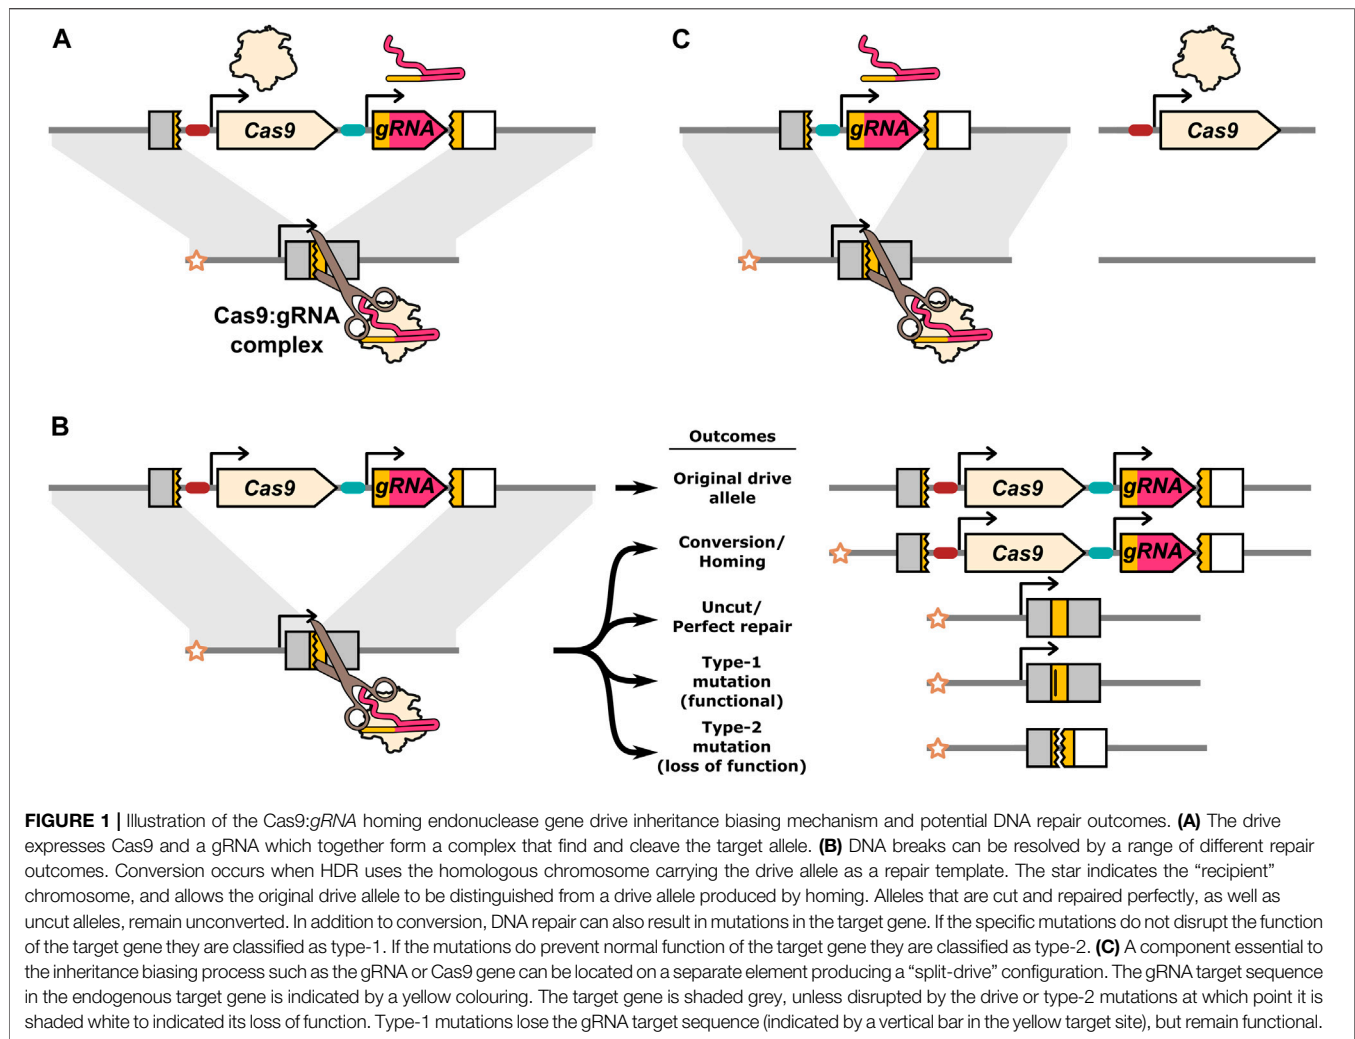 A
Cas9
gRNA
Cas9:gRNA
complex
C
gRNA
Cas9
B
Cas9
gRNA
Outcomes
Original drive
allele
Conversion/
Homing
Uncut/
Perfect repair
Type-1
mutation
(functional)
Type-2
mutation
(loss of function)
Cas9
gRNA
Cas9
gRNA
FIGURE 1 | Illustration of the Cas9:gRNA homing endonuclease gene drive inheritance biasing mechanism and potential DNA repair outcomes. (A) The drive
expresses Cas9 and a gRNA which together form a complex that find and cleave the target allele. (B) DNA breaks can be resolved by a range of different repair
outcomes. Conversion occurs when HDR uses the homologous chromosome carrying the drive allele as a repair template. The star indicates the “recipient”
chromosome, and allows the original drive allele to be distinguished from a drive allele produced by homing. Alleles that are cut and repaired perfectly, as well as
uncut alleles, remain unconverted. In addition to conversion, DNA repair can also result in mutations in the target gene. If the specific mutations do not disrupt the function
of the target gene they are classified as type-1. If the mutations do prevent normal function of the target gene they are classified as type-2. (C) A component essential to
the inheritance biasing process such as the gRNA or Cas9 gene can be located on a separate element producing a “split-drive” configuration. The gRNA target sequence
in the endogenous target gene is indicated by a yellow colouring. The target gene is shaded grey, unless disrupted by the drive or type-2 mutations at which point it is
shaded white to indicated its loss of function. Type-1 mutations lose the gRNA target sequence (indicated by a vertical bar in the yellow target site), but remain functional.